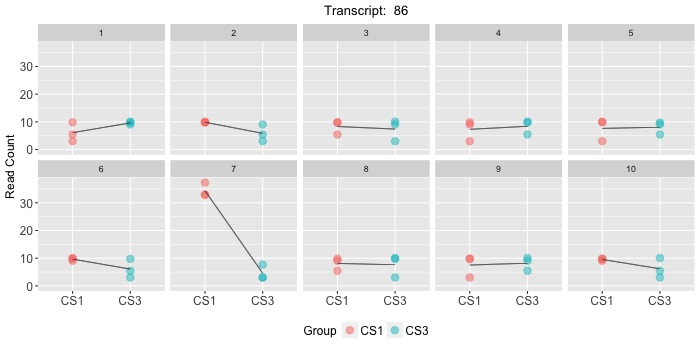 Transcript:  86
1 2 3 4 5
30
20
10
0
Read Count
6 7 8 9 10
30
20
10
0
CS1 CS3 CS1 CS3 CS1 CS3 CS1 CS3 CS1 CS3
Group CS1 CS3